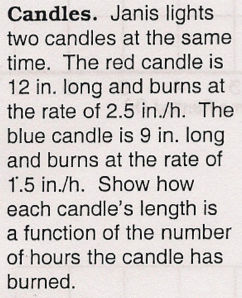 Candles. Janis lights
two candles at the same
time. The red candle is
12 in. long and burns at
the rate of 2.5 in./h. The
blue candle is 9 in. long
and burns at the rate of
1.5 in./h. Show how
each candle's length is
a function of the number
of hours the candle has
burned.